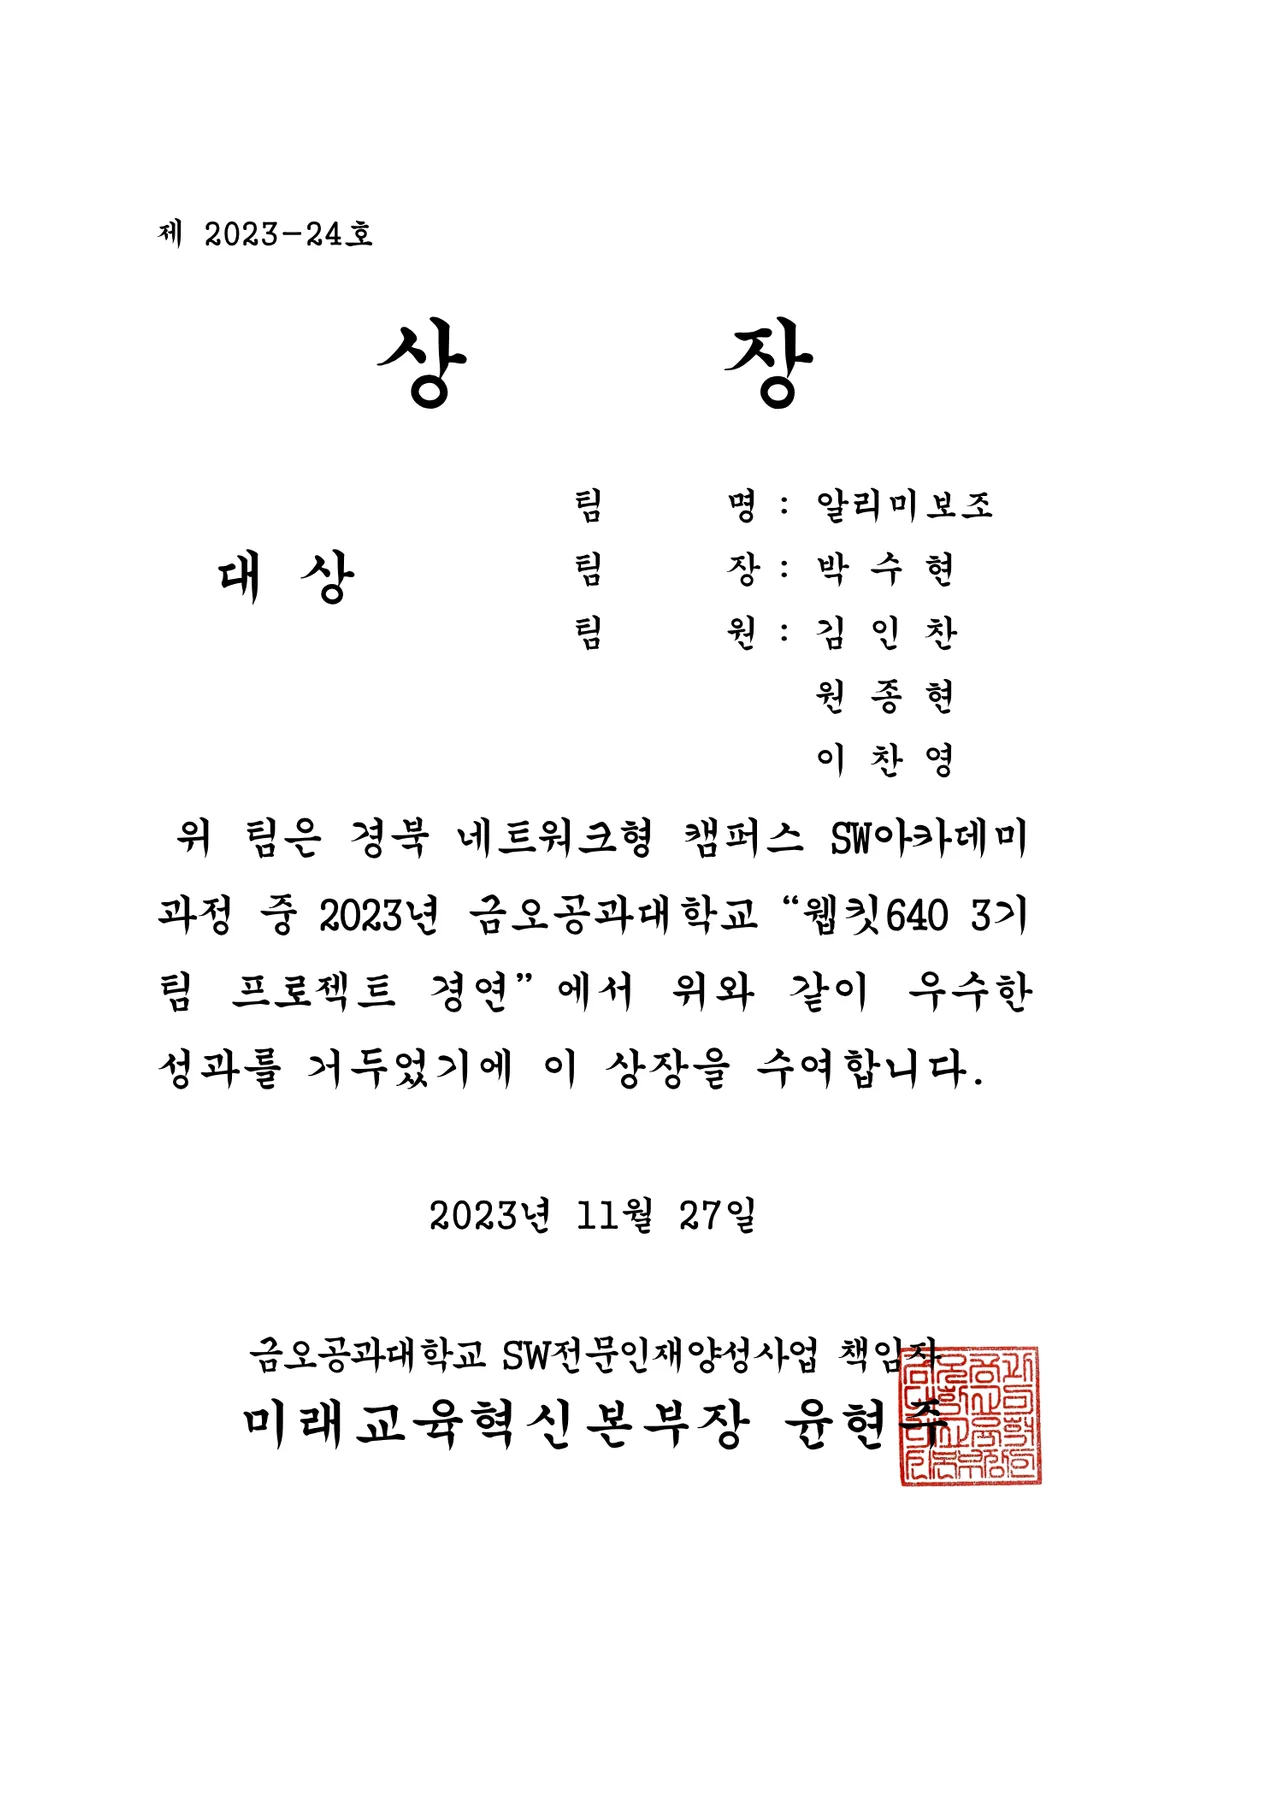 제 2023-24호
상 장
팀 명 : 알리미보조
대 상
팀 장 : 박 수 현
팀 원 : 김 인 찬
원 종 현
이 찬 영
위 팀은 경북 네트워크형 캠퍼스 SW아카데미
과정 중 2023년 금오공과대학교 “웹킷640 3기
팀 프로젝트 경연” 에서 위와 같이 우수한
성과를 거두었기에 이 상장을 수여합니다.
2023년 11월 27일
금오공과대학교 SW전문인재양성사업 책임자
미래교육혁신본부장 윤현주